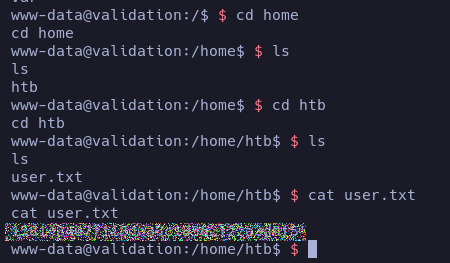 www-data@validation:/$ $ cd home
cd home
www-data@validation:/home$ $ ls
ls
htb
www-data@validation:/home$ $ cd htb
cd htb
www-data@validation:/home/htb$ $ ls
ls
user.txt
www-data@validation:/home/htb$ $ cat user.txt
cat user.txt
www-data@validation:/home/htb$ $